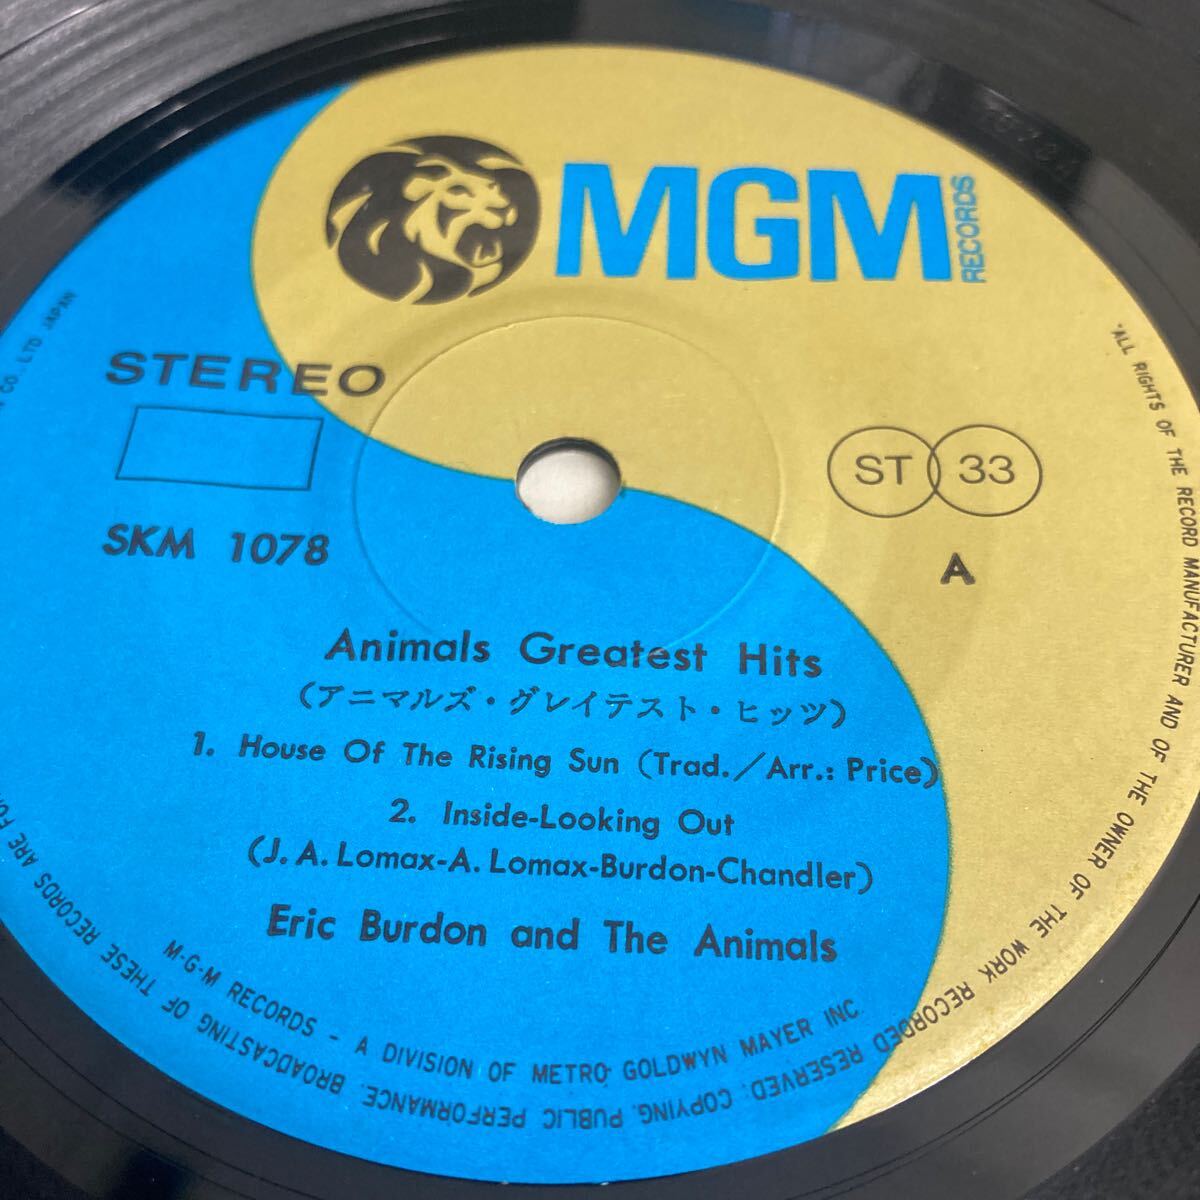 MGM
RECORDS
STEREO
ST 33
SKM 1078
A
Animals Greatest Hits
(アニマルズ・グレイテスト・ヒッツ)
1. House Of The Rising Sun (Trad./Arr.: Price)
2. Inside-Looking Out
(J. A. Lomax-A. Lomax-Burdon-Chandler)
Eric Burdon and The Animals
M-G-M RECORDS - A DIVISION OF METRO GOLDWYN MAYER INC
"ALL RIGHTS OF THE RECORD MANUFACTURER AND OF THE OWNER OF THE WORK RECORDED RESERVED. COPYING, PUBLIC PERFORMANCE, BROADCASTING OF THESE RECORDS ARE
CO., LTD JAPAN